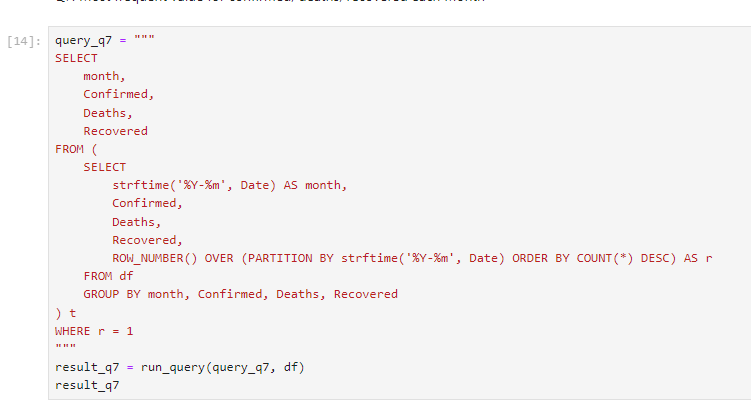 [14]: query_q7 = """
SELECT
    month,
    Confirmed,
    Deaths,
    Recovered
FROM (
    SELECT
        strftime('%Y-%m', Date) AS month,
        Confirmed,
        Deaths,
        Recovered,
        ROW_NUMBER() OVER (PARTITION BY strftime('%Y-%m', Date) ORDER BY COUNT(*) DESC) AS r
    FROM df
    GROUP BY month, Confirmed, Deaths, Recovered
) t
WHERE r = 1
"""
result_q7 = run_query(query_q7, df)
result_q7